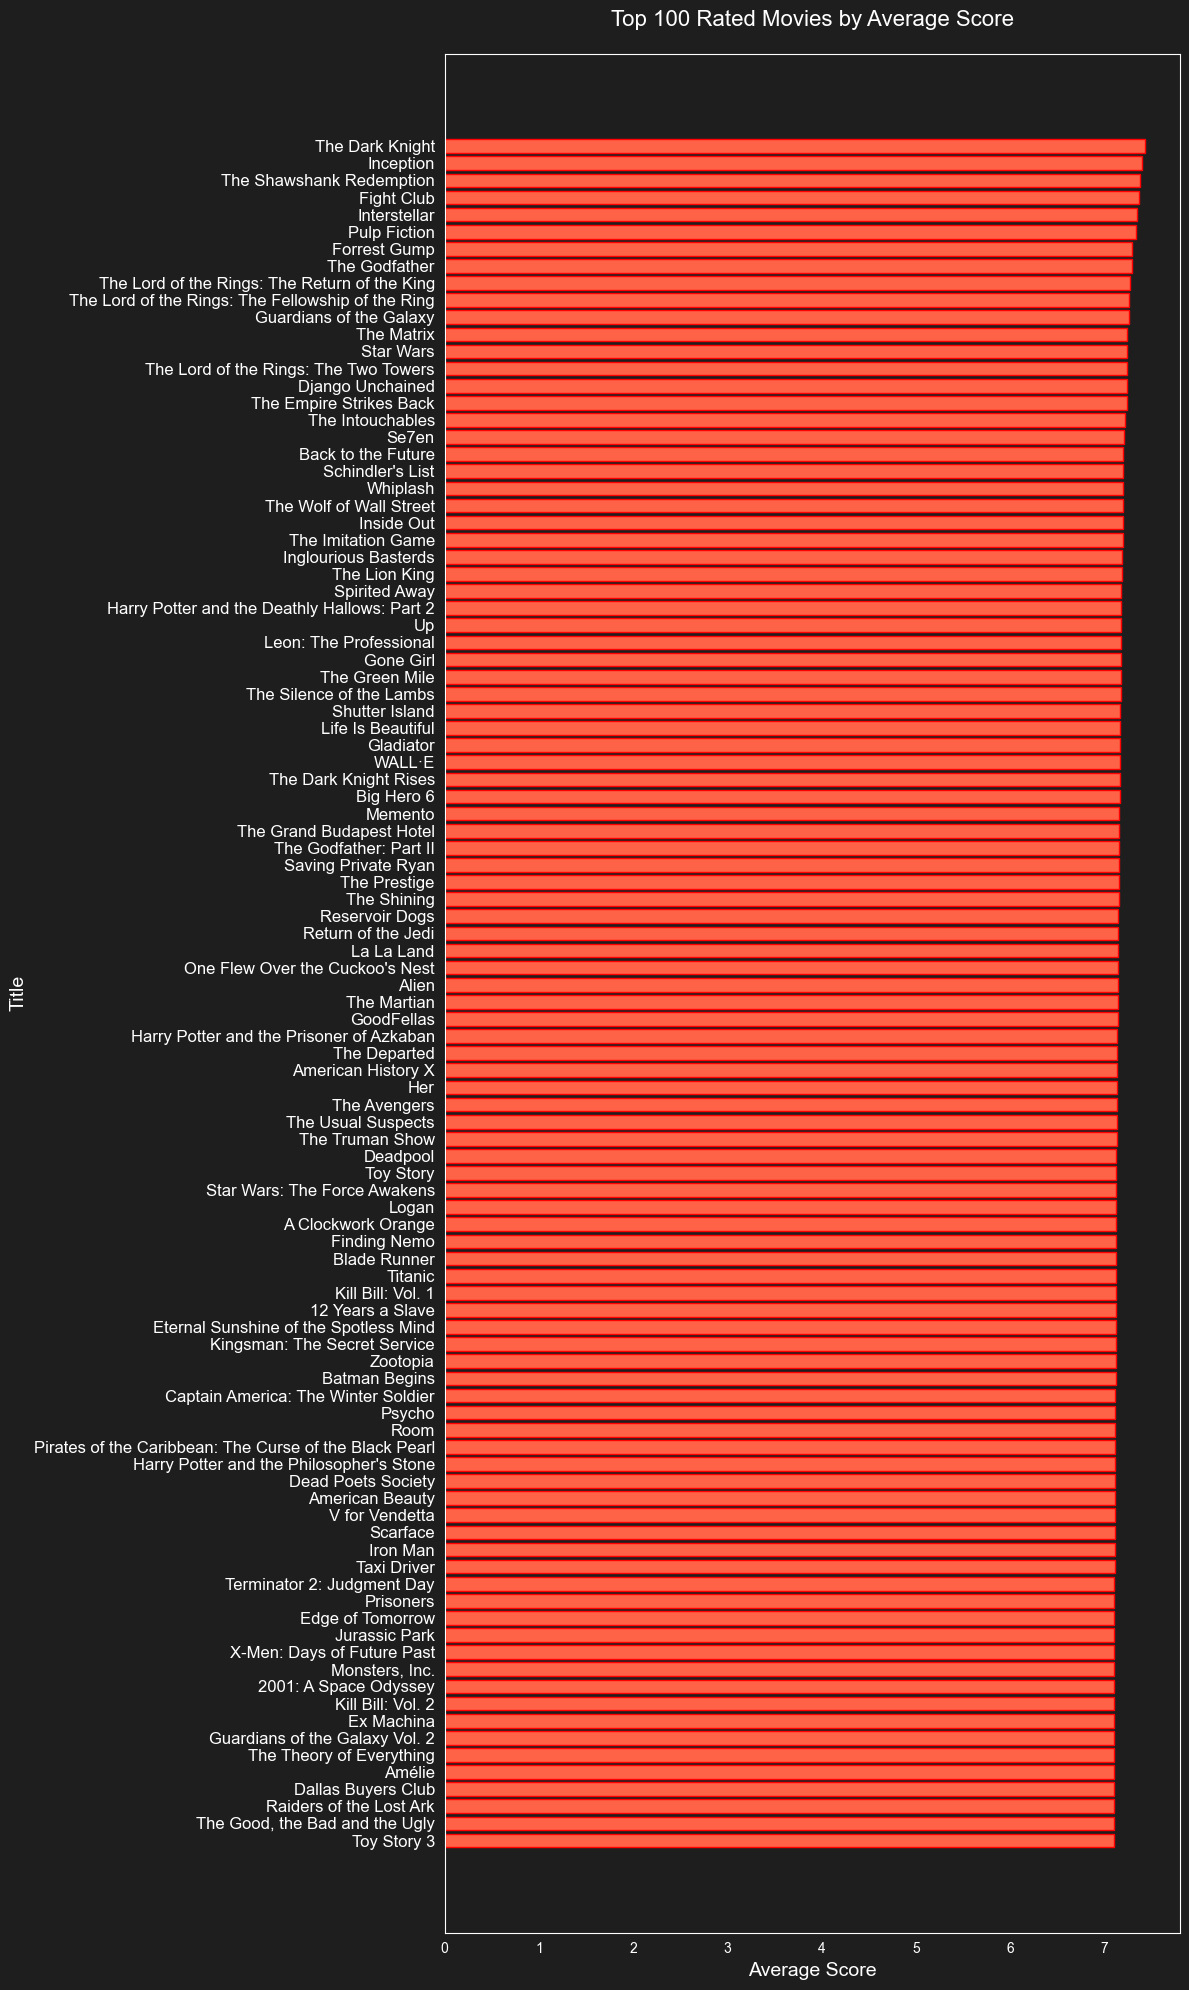 Top 100 Rated Movies by Average Score
The Dark Knight
Inception
The Shawshank Redemption
Fight Club
Interstellar
Pulp Fiction
Forrest Gump
The Godfather
The Lord of the Rings: The Return of the King
The Lord of the Rings: The Fellowship of the Ring
Guardians of the Galaxy
The Matrix
Star Wars
The Lord of the Rings: The Two Towers
Django Unchained
The Empire Strikes Back
The Intouchables
Se7en
Back to the Future
Schindler's List
Whiplash
The Wolf of Wall Street
Inside Out
The Imitation Game
Inglourious Basterds
The Lion King
Spirited Away
Harry Potter and the Deathly Hallows: Part 2
Up
Leon: The Professional
Gone Girl
The Green Mile
The Silence of the Lambs
Shutter Island
Life Is Beautiful
Gladiator
WALL·E
The Dark Knight Rises
Big Hero 6
Memento
The Grand Budapest Hotel
The Godfather: Part II
Saving Private Ryan
The Prestige
The Shining
Reservoir Dogs
Return of the Jedi
La La Land
One Flew Over the Cuckoo's Nest
Alien
The Martian
GoodFellas
Harry Potter and the Prisoner of Azkaban
The Departed
American History X
Her
The Avengers
The Usual Suspects
The Truman Show
Deadpool
Toy Story
Star Wars: The Force Awakens
Logan
A Clockwork Orange
Finding Nemo
Blade Runner
Titanic
Kill Bill: Vol. 1
12 Years a Slave
Eternal Sunshine of the Spotless Mind
Kingsman: The Secret Service
Zootopia
Batman Begins
Captain America: The Winter Soldier
Psycho
Room
Pirates of the Caribbean: The Curse of the Black Pearl
Harry Potter and the Philosopher's Stone
Dead Poets Society
American Beauty
V for Vendetta
Scarface
Iron Man
Taxi Driver
Terminator 2: Judgment Day
Prisoners
Edge of Tomorrow
Jurassic Park
X-Men: Days of Future Past
Monsters, Inc.
2001: A Space Odyssey
Kill Bill: Vol. 2
Ex Machina
Guardians of the Galaxy Vol. 2
The Theory of Everything
Amélie
Dallas Buyers Club
Raiders of the Lost Ark
The Good, the Bad and the Ugly
Toy Story 3
Title
0 1 2 3 4 5 6 7
Average Score